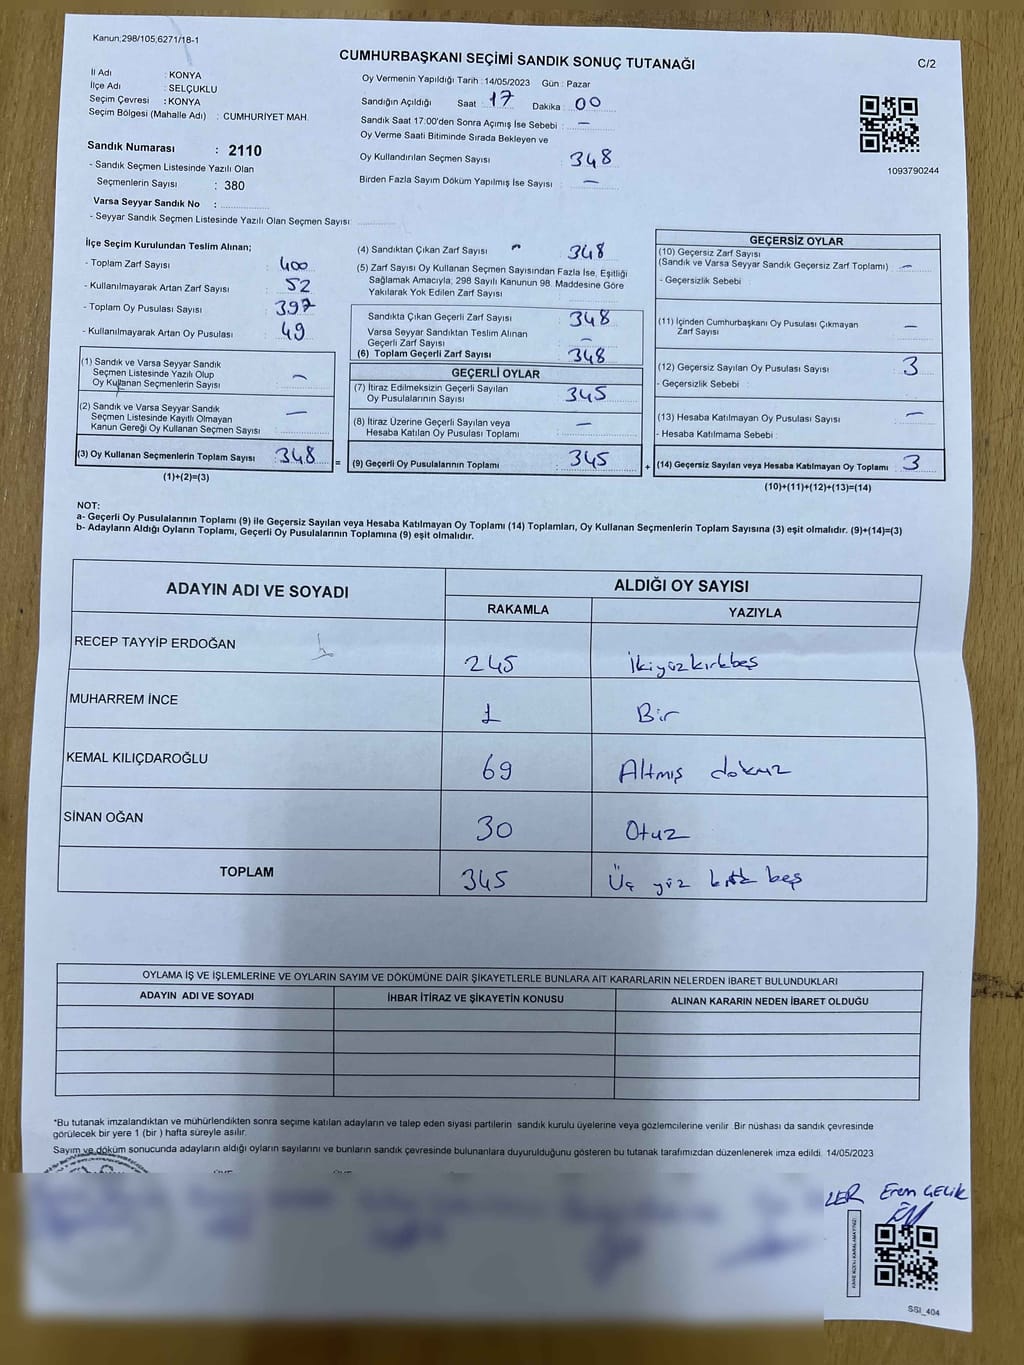 Kanun;298/105,6271/18-1
CUMHURBAŞKANI SEÇİMİ SANDIK SONUÇ TUTANAĞI
C/2
İl Adı : KONYA
İlçe Adı : SELÇUKLU
Seçim Çevresi : KONYA
Seçim Bölgesi (Mahalle Adı) : CUMHURİYET MAH.
Sandık Numarası : 2110
- Sandık Seçmen Listesinde Yazılı Olan
Seçmenlerin Sayısı : 380
Varsa Seyyar Sandık No :
- Seyyar Sandık Seçmen Listesinde Yazılı Olan Seçmen Sayısı:
Oy Vermenin Yapıldığı Tarih : 14/05/2023 Gün : Pazar
Sandığın Açıldığı Saat : 17 Dakika : 00
Sandık Saat 17:00'den Sonra Açımış İse Sebebi : –
Oy Verme Saati Bitiminde Sırada Bekleyen ve
Oy Kullandırılan Seçmen Sayısı : 348
Birden Fazla Sayım Döküm Yapılmış İse Sayısı : –
1093790244
İlçe Seçim Kurulundan Teslim Alınan;
- Toplam Zarf Sayısı : 400
- Kullanılmayarak Artan Zarf Sayısı : 52
- Toplam Oy Pusulası Sayısı : 397
- Kullanılmayarak Artan Oy Pusulası : 49
(1) Sandık ve Varsa Seyyar Sandık
Seçmen Listesinde Yazılı Olup
Oy Kullanan Seçmenlerin Sayısı : –
(2) Sandık ve Varsa Seyyar Sandık
Seçmen Listesinde Kayıtlı Olmayan
Kanun Gereği Oy Kullanan Seçmen Sayısı : –
(3) Oy Kullanan Seçmenlerin Toplam Sayısı : 348
(1)+(2)=(3)
(4) Sandıktan Çıkan Zarf Sayısı : 348
(5) Zarf Sayısı Oy Kullanan Seçmen Sayısından Fazla İse, Eşitliği
Sağlamak Amacıyla, 298 Sayılı Kanunun 98. Maddesine Göre
Yakılarak Yok Edilen Zarf Sayısı :
Sandıkta Çıkan Geçerli Zarf Sayısı : 348
Varsa Seyyar Sandıktan Teslim Alınan
Geçerli Zarf Sayısı : –
(6) Toplam Geçerli Zarf Sayısı : 348
GEÇERLİ OYLAR
(7) İtiraz Edilmeksizin Geçerli Sayılan
Oy Pusulalarının Sayısı : 345
(8) İtiraz Üzerine Geçerli Sayılan veya
Hesaba Katılan Oy Pusulası Toplamı : –
= (9) Geçerli Oy Pusulalarının Toplamı : 345
GEÇERSİZ OYLAR
(10) Geçersiz Zarf Sayısı
(Sandık ve Varsa Seyyar Sandık Geçersiz Zarf Toplamı) : –
- Geçersizlik Sebebi :
(11) İçinden Cumhurbaşkanı Oy Pusulası Çıkmayan
Zarf Sayısı : –
(12) Geçersiz Sayılan Oy Pusulası Sayısı : 3
- Geçersizlik Sebebi :
(13) Hesaba Katılmayan Oy Pusulası Sayısı : –
- Hesaba Katılmama Sebebi :
+ (14) Geçersiz Sayılan veya Hesaba Katılmayan Oy Toplamı : 3
(10)+(11)+(12)+(13)=(14)
NOT:
a- Geçerli Oy Pusulalarının Toplamı (9) ile Geçersiz Sayılan veya Hesaba Katılmayan Oy Toplamı (14) Toplamları, Oy Kullanan Seçmenlerin Toplam Sayısına (3) eşit olmalıdır. (9)+(14)=(3)
b- Adayların Aldığı Oyların Toplamı, Geçerli Oy Pusulalarının Toplamına (9) eşit olmalıdır.
ADAYIN ADI VE SOYADI
ALDIĞI OY SAYISI
RAKAMLA YAZIYLA
RECEP TAYYİP ERDOĞAN 245 İkiyüzkırkbeş
MUHARREM İNCE 1 Bir
KEMAL KILIÇDAROĞLU 69 Altmış dokuz
SİNAN OĞAN 30 Otuz
TOPLAM 345 Üç yüz kırk beş
OYLAMA İŞ VE İŞLEMLERİNE VE OYLARIN SAYIM VE DÖKÜMÜNE DAİR ŞİKAYETLERLE BUNLARA AİT KARARLARIN NELERDEN İBARET BULUNDUKLARI
ADAYIN ADI VE SOYADI İHBAR İTİRAZ VE ŞİKAYETİN KONUSU ALINAN KARARIN NEDEN İBARET OLDUĞU
*Bu tutanak imzalandıktan ve mühürlendikten sonra seçime katılan adayların ve talep eden siyasi partilerin sandık kurulu üyelerine veya gözlemcilerine verilir Bir nüshası da sandık çevresinde
görülecek bir yere 1 (bir ) hafta süreyle asılır.
Sayım ve döküm sonucunda adayların aldığı oyların sayılarını ve bunların sandık çevresinde bulunanlara duyurulduğunu gösteren bu tutanak tarafımızdan düzenlenerek imza edildi. 14/05/2023
LER Eren ÇELİK
SSI_404